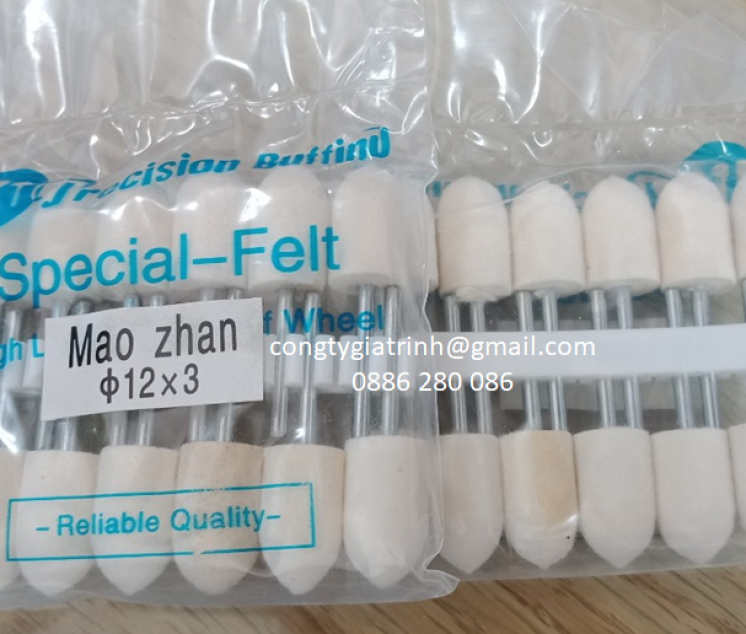 Precision Buffing
Special-Felt
Wheel
Mao zhan
φ12×3
congtygiatrinh@gmail.com
0886 280 086
-Reliable Quality-